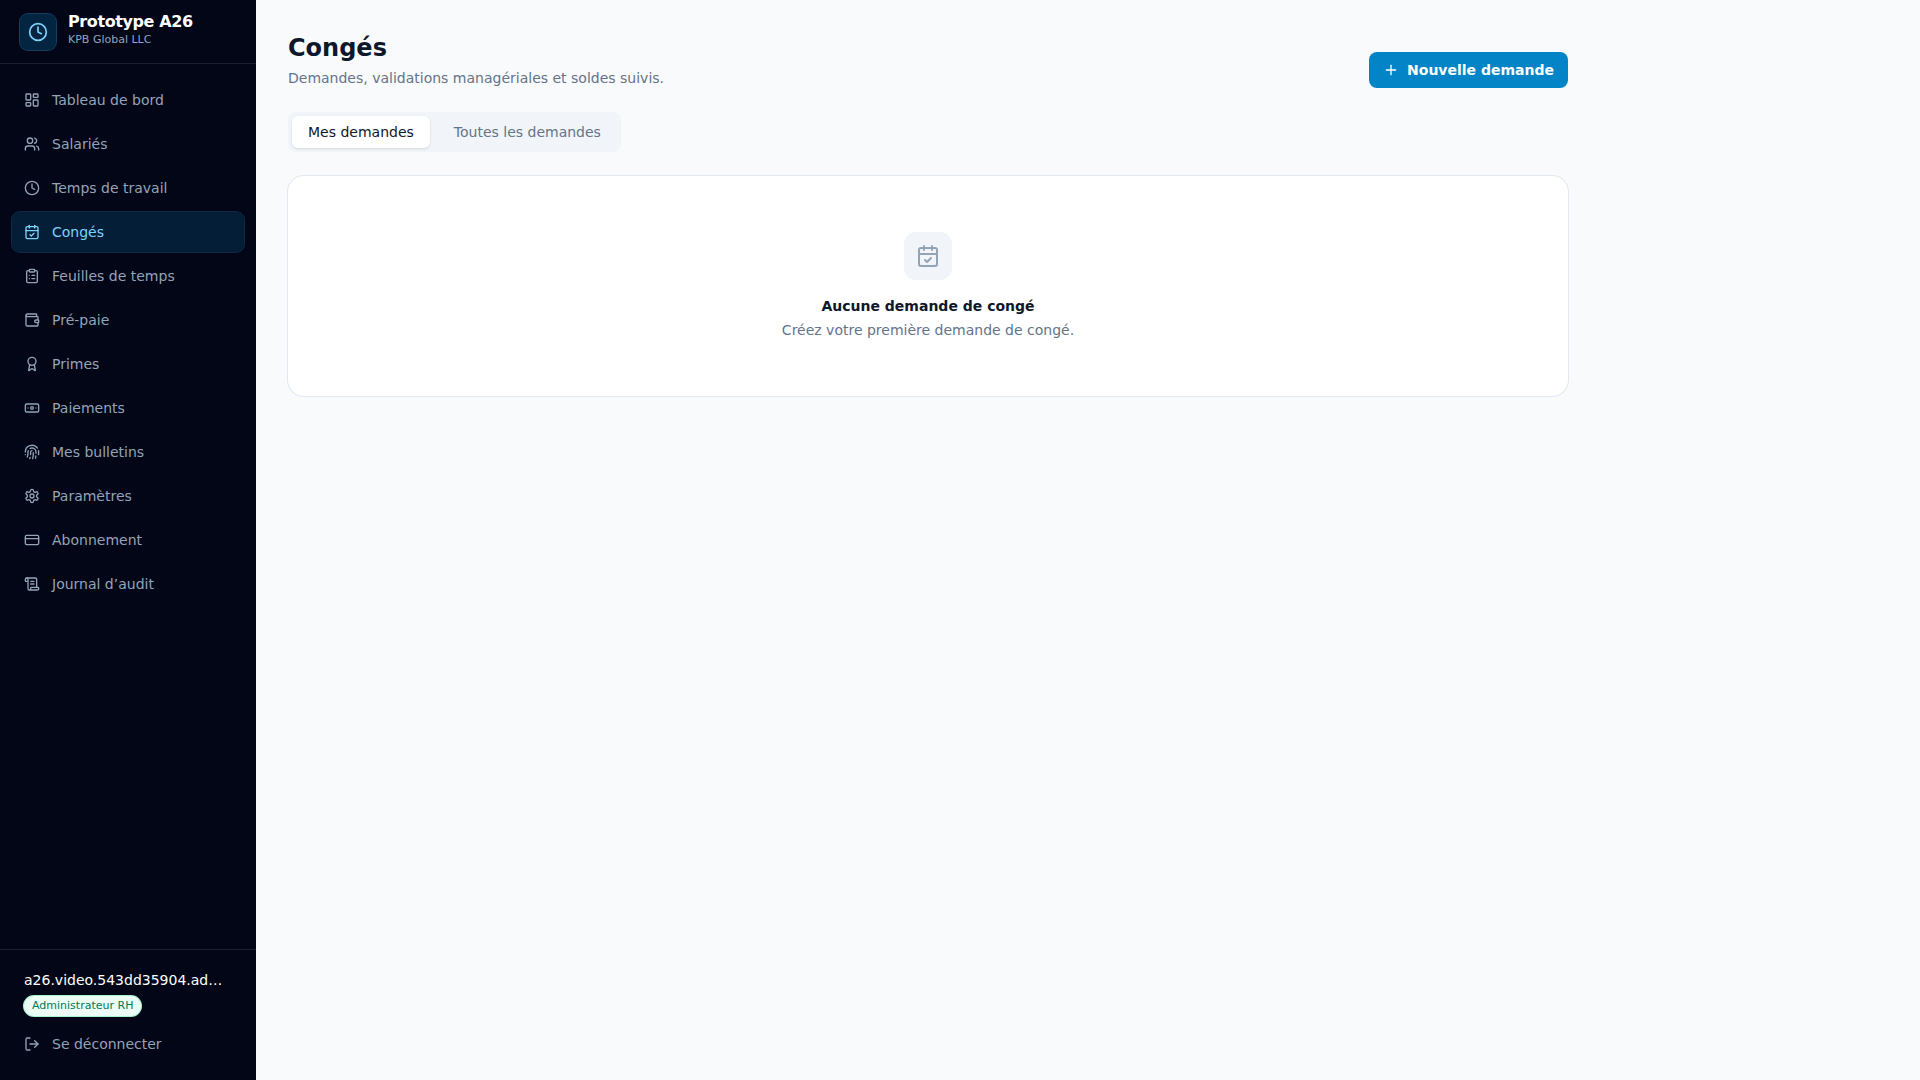 Prototype A26
KPB Global LLC
Tableau de bord
Salariés
Temps de travail
Congés
Feuilles de temps
Pré-paie
Primes
Paiements
Mes bulletins
Paramètres
Abonnement
Journal d’audit
a26.video.543dd35904.ad…
Administrateur RH
Se déconnecter
Congés
Demandes, validations managériales et soldes suivis.
Nouvelle demande
Mes demandes
Toutes les demandes
Aucune demande de congé
Créez votre première demande de congé.